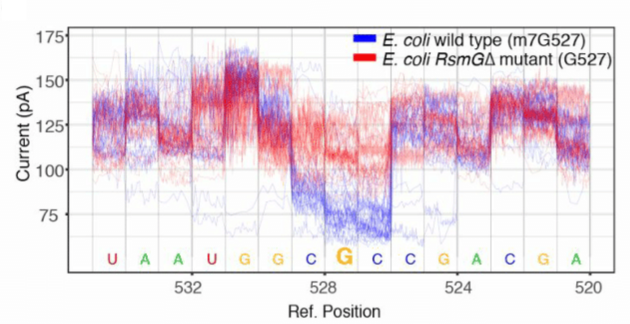 175
150
125
100
75
Current (pA)
E. coli wild type (m7G527)
E. coli RsmGΔ mutant (G527)
U A A U G G C G C C G A C G A
532 528 524 520
Ref. Position